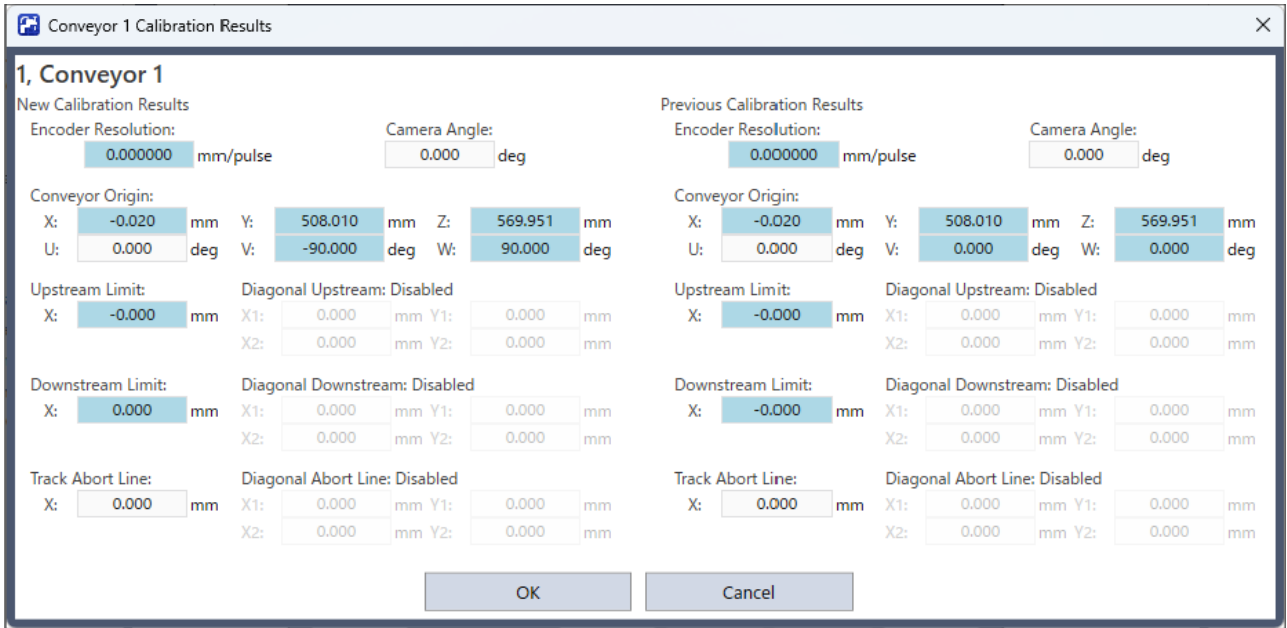 Conveyor 1 Calibration Results
1, Conveyor 1
New Calibration Results Previous Calibration Results
Encoder Resolution: Camera Angle: Encoder Resolution: Camera Angle:
0.000000 mm/pulse 0.000 deg 0.000000 mm/pulse 0.000 deg
Conveyor Origin: Conveyor Origin:
X: -0.020 mm Y: 508.010 mm Z: 569.951 mm X: -0.020 mm Y: 508.010 mm Z: 569.951 mm
U: 0.000 deg V: -90.000 deg W: 90.000 deg U: 0.000 deg V: 0.000 deg W: 0.000 deg
Upstream Limit: Diagonal Upstream: Disabled Upstream Limit: Diagonal Upstream: Disabled
X: -0.000 mm X1: 0.000 mm Y1: 0.000 mm X: -0.000 mm X1: 0.000 mm Y1: 0.000 mm
X2: 0.000 mm Y2: 0.000 mm X2: 0.000 mm Y2: 0.000 mm
Downstream Limit: Diagonal Downstream: Disabled Downstream Limit: Diagonal Downstream: Disabled
X: 0.000 mm X1: 0.000 mm Y1: 0.000 mm X: -0.000 mm X1: 0.000 mm Y1: 0.000 mm
X2: 0.000 mm Y2: 0.000 mm X2: 0.000 mm Y2: 0.000 mm
Track Abort Line: Diagonal Abort Line: Disabled Track Abort Line: Diagonal Abort Line: Disabled
X: 0.000 mm X1: 0.000 mm Y1: 0.000 mm X: 0.000 mm X1: 0.000 mm Y1: 0.000 mm
X2: 0.000 mm Y2: 0.000 mm X2: 0.000 mm Y2: 0.000 mm
OK Cancel